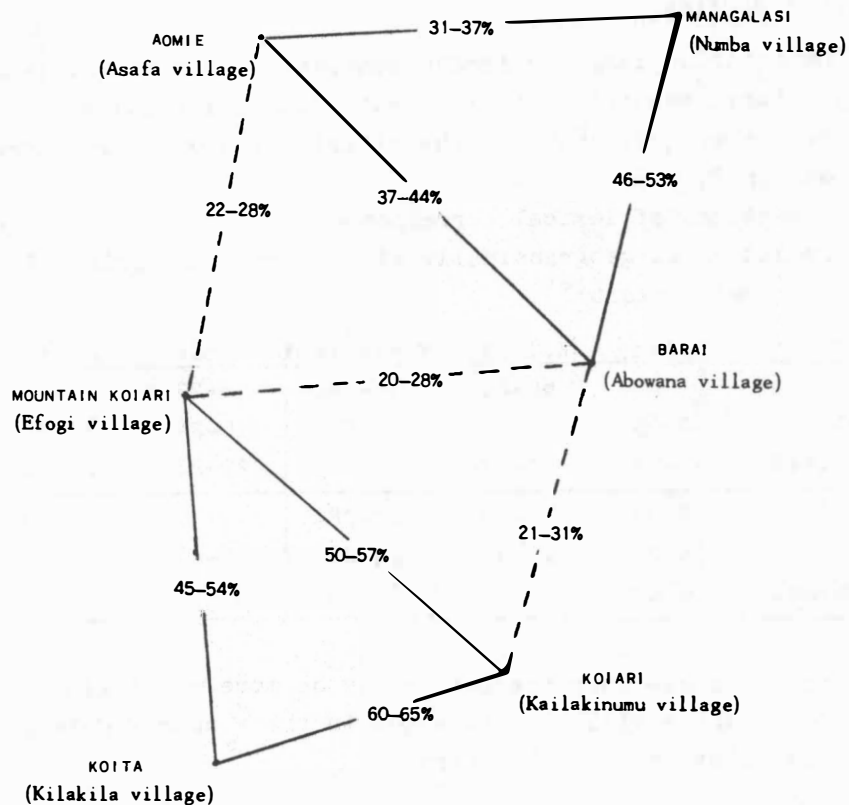 31–37%
MANAGALASI
(Numba village)
AOMIE
(Asafa village)
46–53%
37–44%
22–28%
BARAI
(Abowana village)
20–28%
MOUNTAIN KOIARI
(Efogi village)
21–31%
50–57%
45–54%
KOIARI
(Kailakinumu village)
60–65%
KOITA
(Kilakila village)